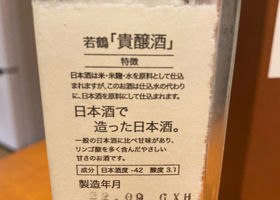 若鶴「貴醸酒」
特徴
日本酒は米・米麹・水を原料として仕込
まれますが、このお酒は仕込水の代わり
に、日本酒を原料にして仕込まれます。
日本酒で
造った日本酒。
一般の日本酒に比べ甘味があり、
リンゴ酸を多く含んだやさしい
甘さのお酒です。
成分 日本酒度 -42 酸度 3.1
製造年月
22.09 GXH